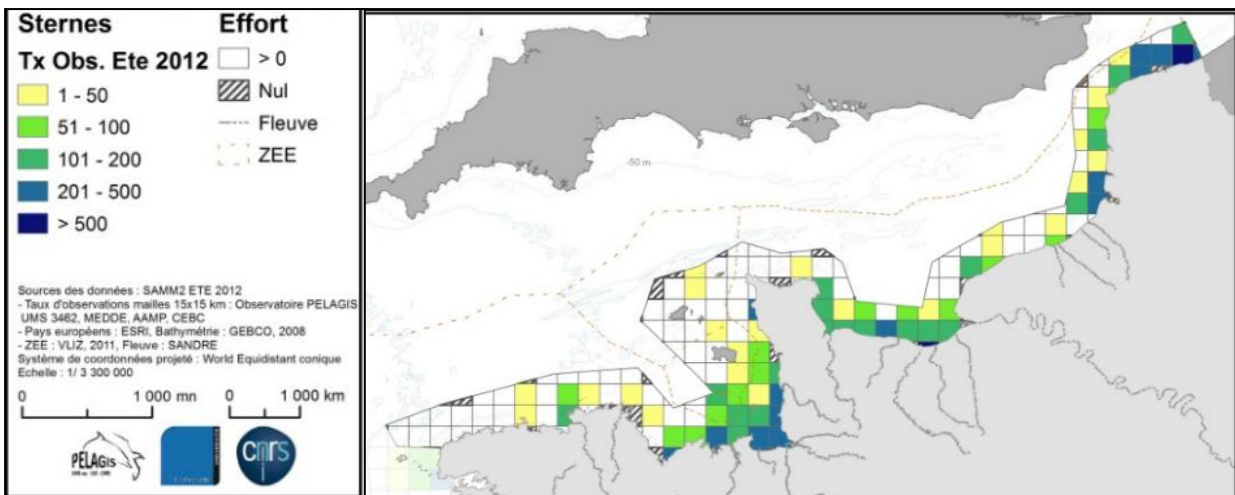 Sternes
Tx Obs. Ete 2012
1 - 50
51 - 100
101 - 200
201 - 500
> 500
Effort
> 0
Nul
Fleuve
ZEE
Sources des données : SAMM2 ETE 2012
- Taux d'observations mailles 15x15 km : Observatoire PELAGIS
UMS 3462, MEDDE, AAMP, CEBC
- Pays européens : ESRI, Bathymétrie : GEBCO, 2008
- ZEE : VLIZ, 2011, Fleuve : SANDRE
Système de coordonnées projeté : World Equidistant conique
Echelle : 1/ 3 300 000
0 1 000 mn
0 1 000 km
PELAGis
cnrs
-50 m